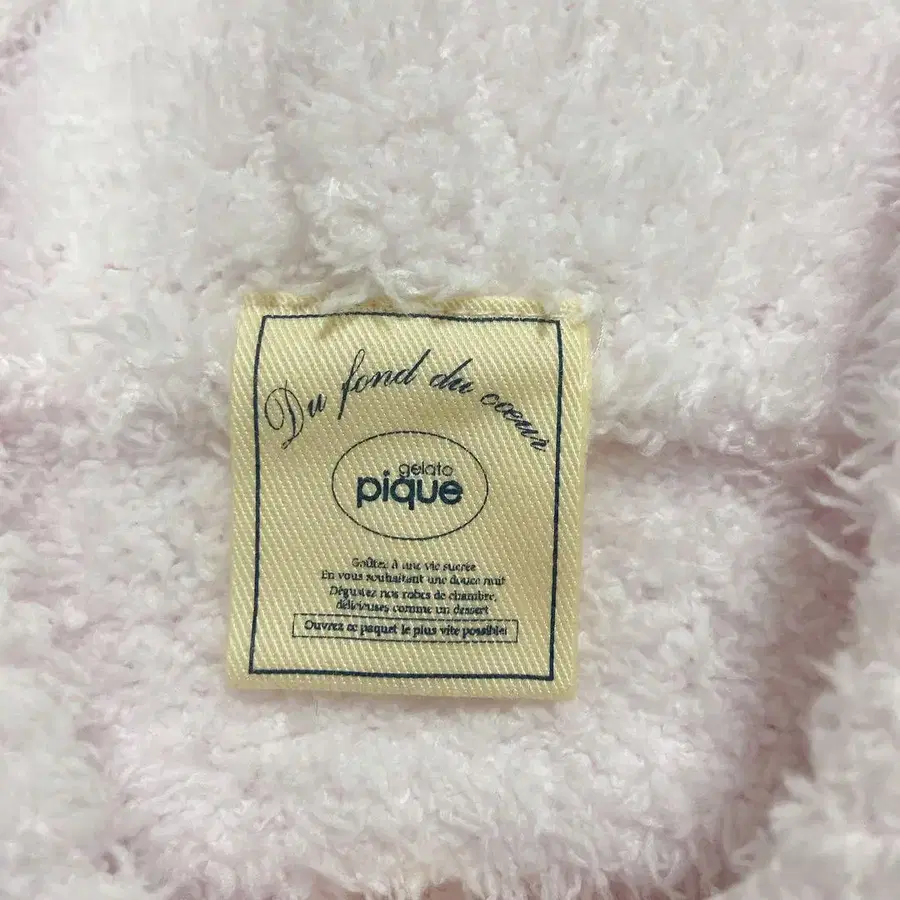 Du fond du coeur
gelato
pique
Goûtez à une vie sucrée
En vous souhaitant une douce nuit
Dégustez nos robes de chambre,
délicieuses comme un dessert
Ouvrez ce paquet le plus vite possible!